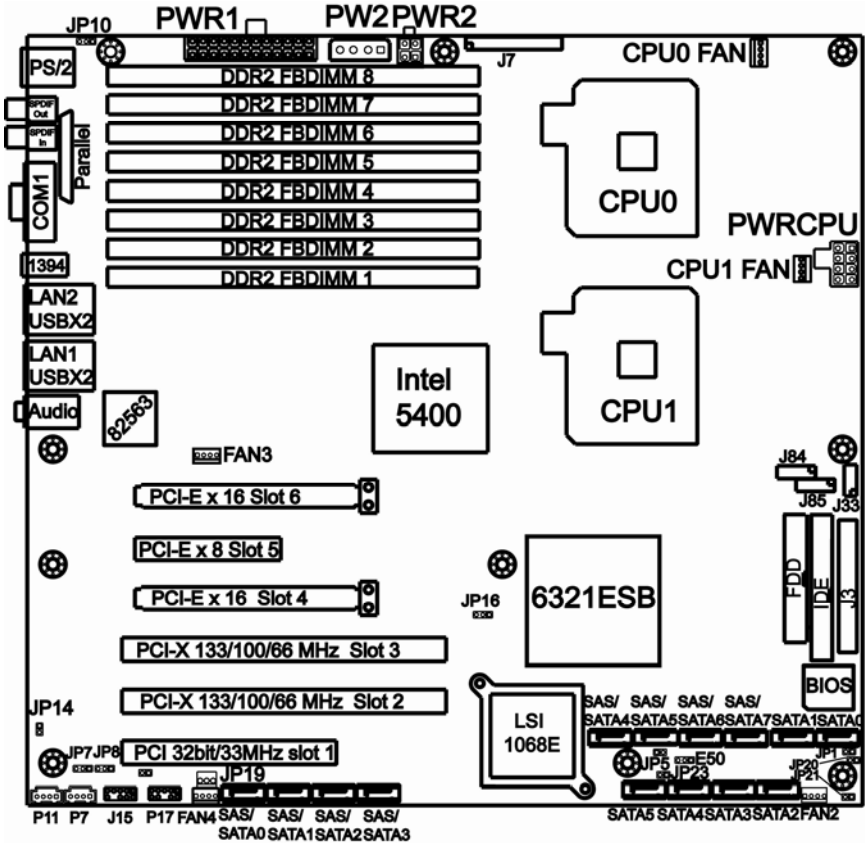 JP10
PWR1
PW2
PWR2
J7
CPU0 FAN
PS/2
DDR2 FBDIMM 8
SPDIF
Out
DDR2 FBDIMM 7
SPDIF
In
DDR2 FBDIMM 6
Parallel
DDR2 FBDIMM 5
COM1
DDR2 FBDIMM 4
CPU0
DDR2 FBDIMM 3
PWRCPU
DDR2 FBDIMM 2
1394
DDR2 FBDIMM 1
CPU1 FAN
LAN2
USBX2
LAN1
USBX2
Intel
5400
Audio
82563
CPU1
FAN3
J84
J85
J33
PCI-E x 16 Slot 6
PCI-E x 8 Slot 5
FDD
IDE
J3
PCI-E x 16 Slot 4
JP16
6321ESB
PCI-X 133/100/66 MHz Slot 3
BIOS
PCI-X 133/100/66 MHz Slot 2
JP14
LSI
1068E
SAS/
SATA4
SAS/
SATA5
SAS/
SATA6
SAS/
SATA7
SATA1
SATA0
PCI 32bit/33MHz slot 1
JP7
JP8
JP19
JP5
E50
JP23
JP1
JP20
JP21
P11
P7
J15
P17
FAN4
SAS/
SATA0
SAS/
SATA1
SAS/
SATA2
SAS/
SATA3
SATA5
SATA4
SATA3
SATA2
FAN2